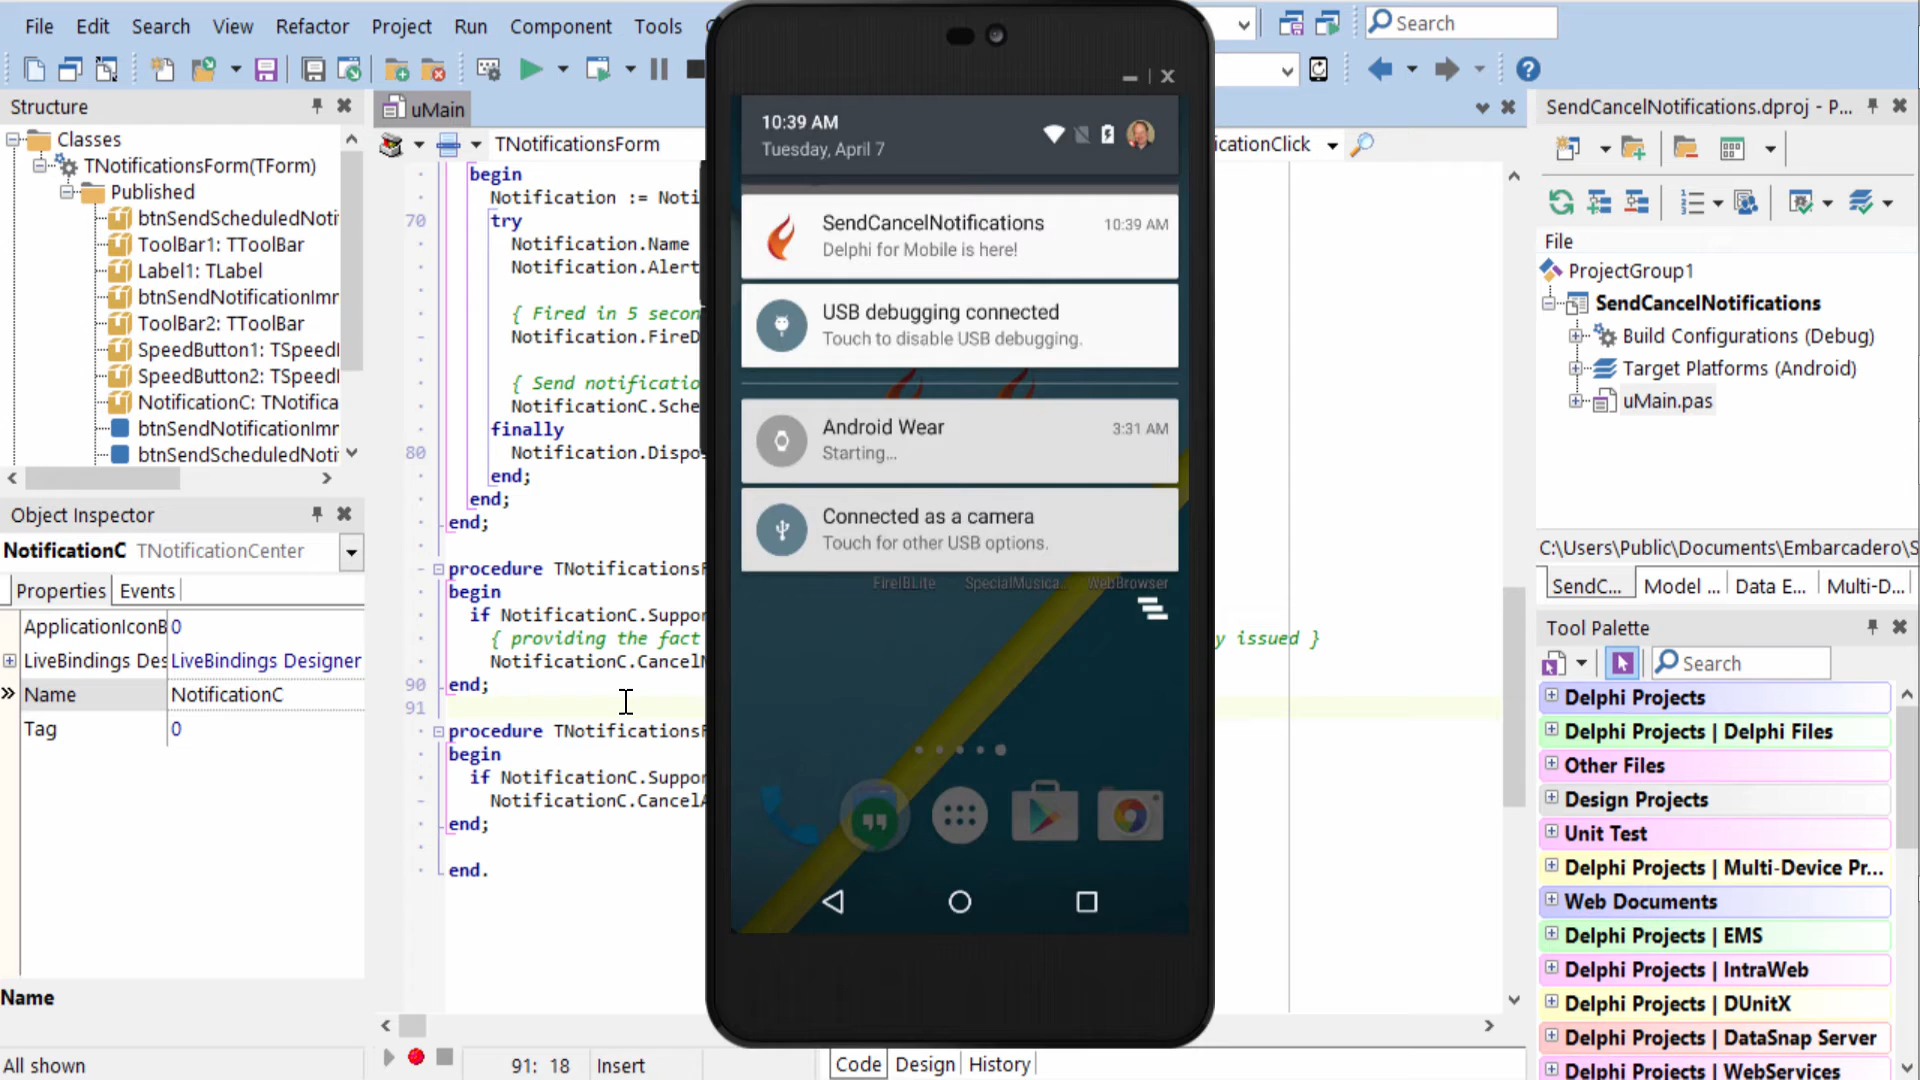 File Edit Search View Refactor Project Run Component Tools
Search
Structure
uMain
SendCancelNotifications.dproj - P...
Classes
TNotificationsForm(TForm)
Published
btnSendScheduledNoti
ToolBar1: TToolBar
Label1: TLabel
btnSendNotificationImr
ToolBar2: TToolBar
SpeedButton1: TSpeedI
SpeedButton2: TSpeedI
NotificationC: TNotifica
btnSendNotificationImr
btnSendScheduledNoti
Object Inspector
NotificationC TNotificationCenter
Properties Events
ApplicationIconB 0
LiveBindings Des LiveBindings Designer
Name NotificationC
Tag 0
Name
All shown
TNotificationsForm
icationClick
begin
Notification := Noti
70 try
Notification.Name
Notification.Alert
{ Fired in 5 secon
Notification.FireD
{ Send notificatio
NotificationC.Sche
finally
80 Notification.Dispo
end;
end;
end;
procedure TNotificationsF
begin
if NotificationC.Suppor
{ providing the fact
y issued }
NotificationC.CancelN
90 end;
91
procedure TNotificationsF
begin
if NotificationC.Suppor
NotificationC.CancelA
end;
end.
91: 18 Insert
Code Design History
10:39 AM
Tuesday, April 7
SendCancelNotifications 10:39 AM
Delphi for Mobile is here!
USB debugging connected
Touch to disable USB debugging.
Android Wear 3:31 AM
Starting...
Connected as a camera
Touch for other USB options.
FireIBLite SpecialMusica... WebBrowser
File
ProjectGroup1
SendCancelNotifications
Build Configurations (Debug)
Target Platforms (Android)
uMain.pas
C:\Users\Public\Documents\Embarcadero\S
SendC... Model ... Data E... Multi-D...
Tool Palette
Search
Delphi Projects
Delphi Projects | Delphi Files
Other Files
Design Projects
Unit Test
Delphi Projects | Multi-Device Pr...
Web Documents
Delphi Projects | EMS
Delphi Projects | IntraWeb
Delphi Projects | DUnitX
Delphi Projects | DataSnap Server
Delphi Projects | WebServices